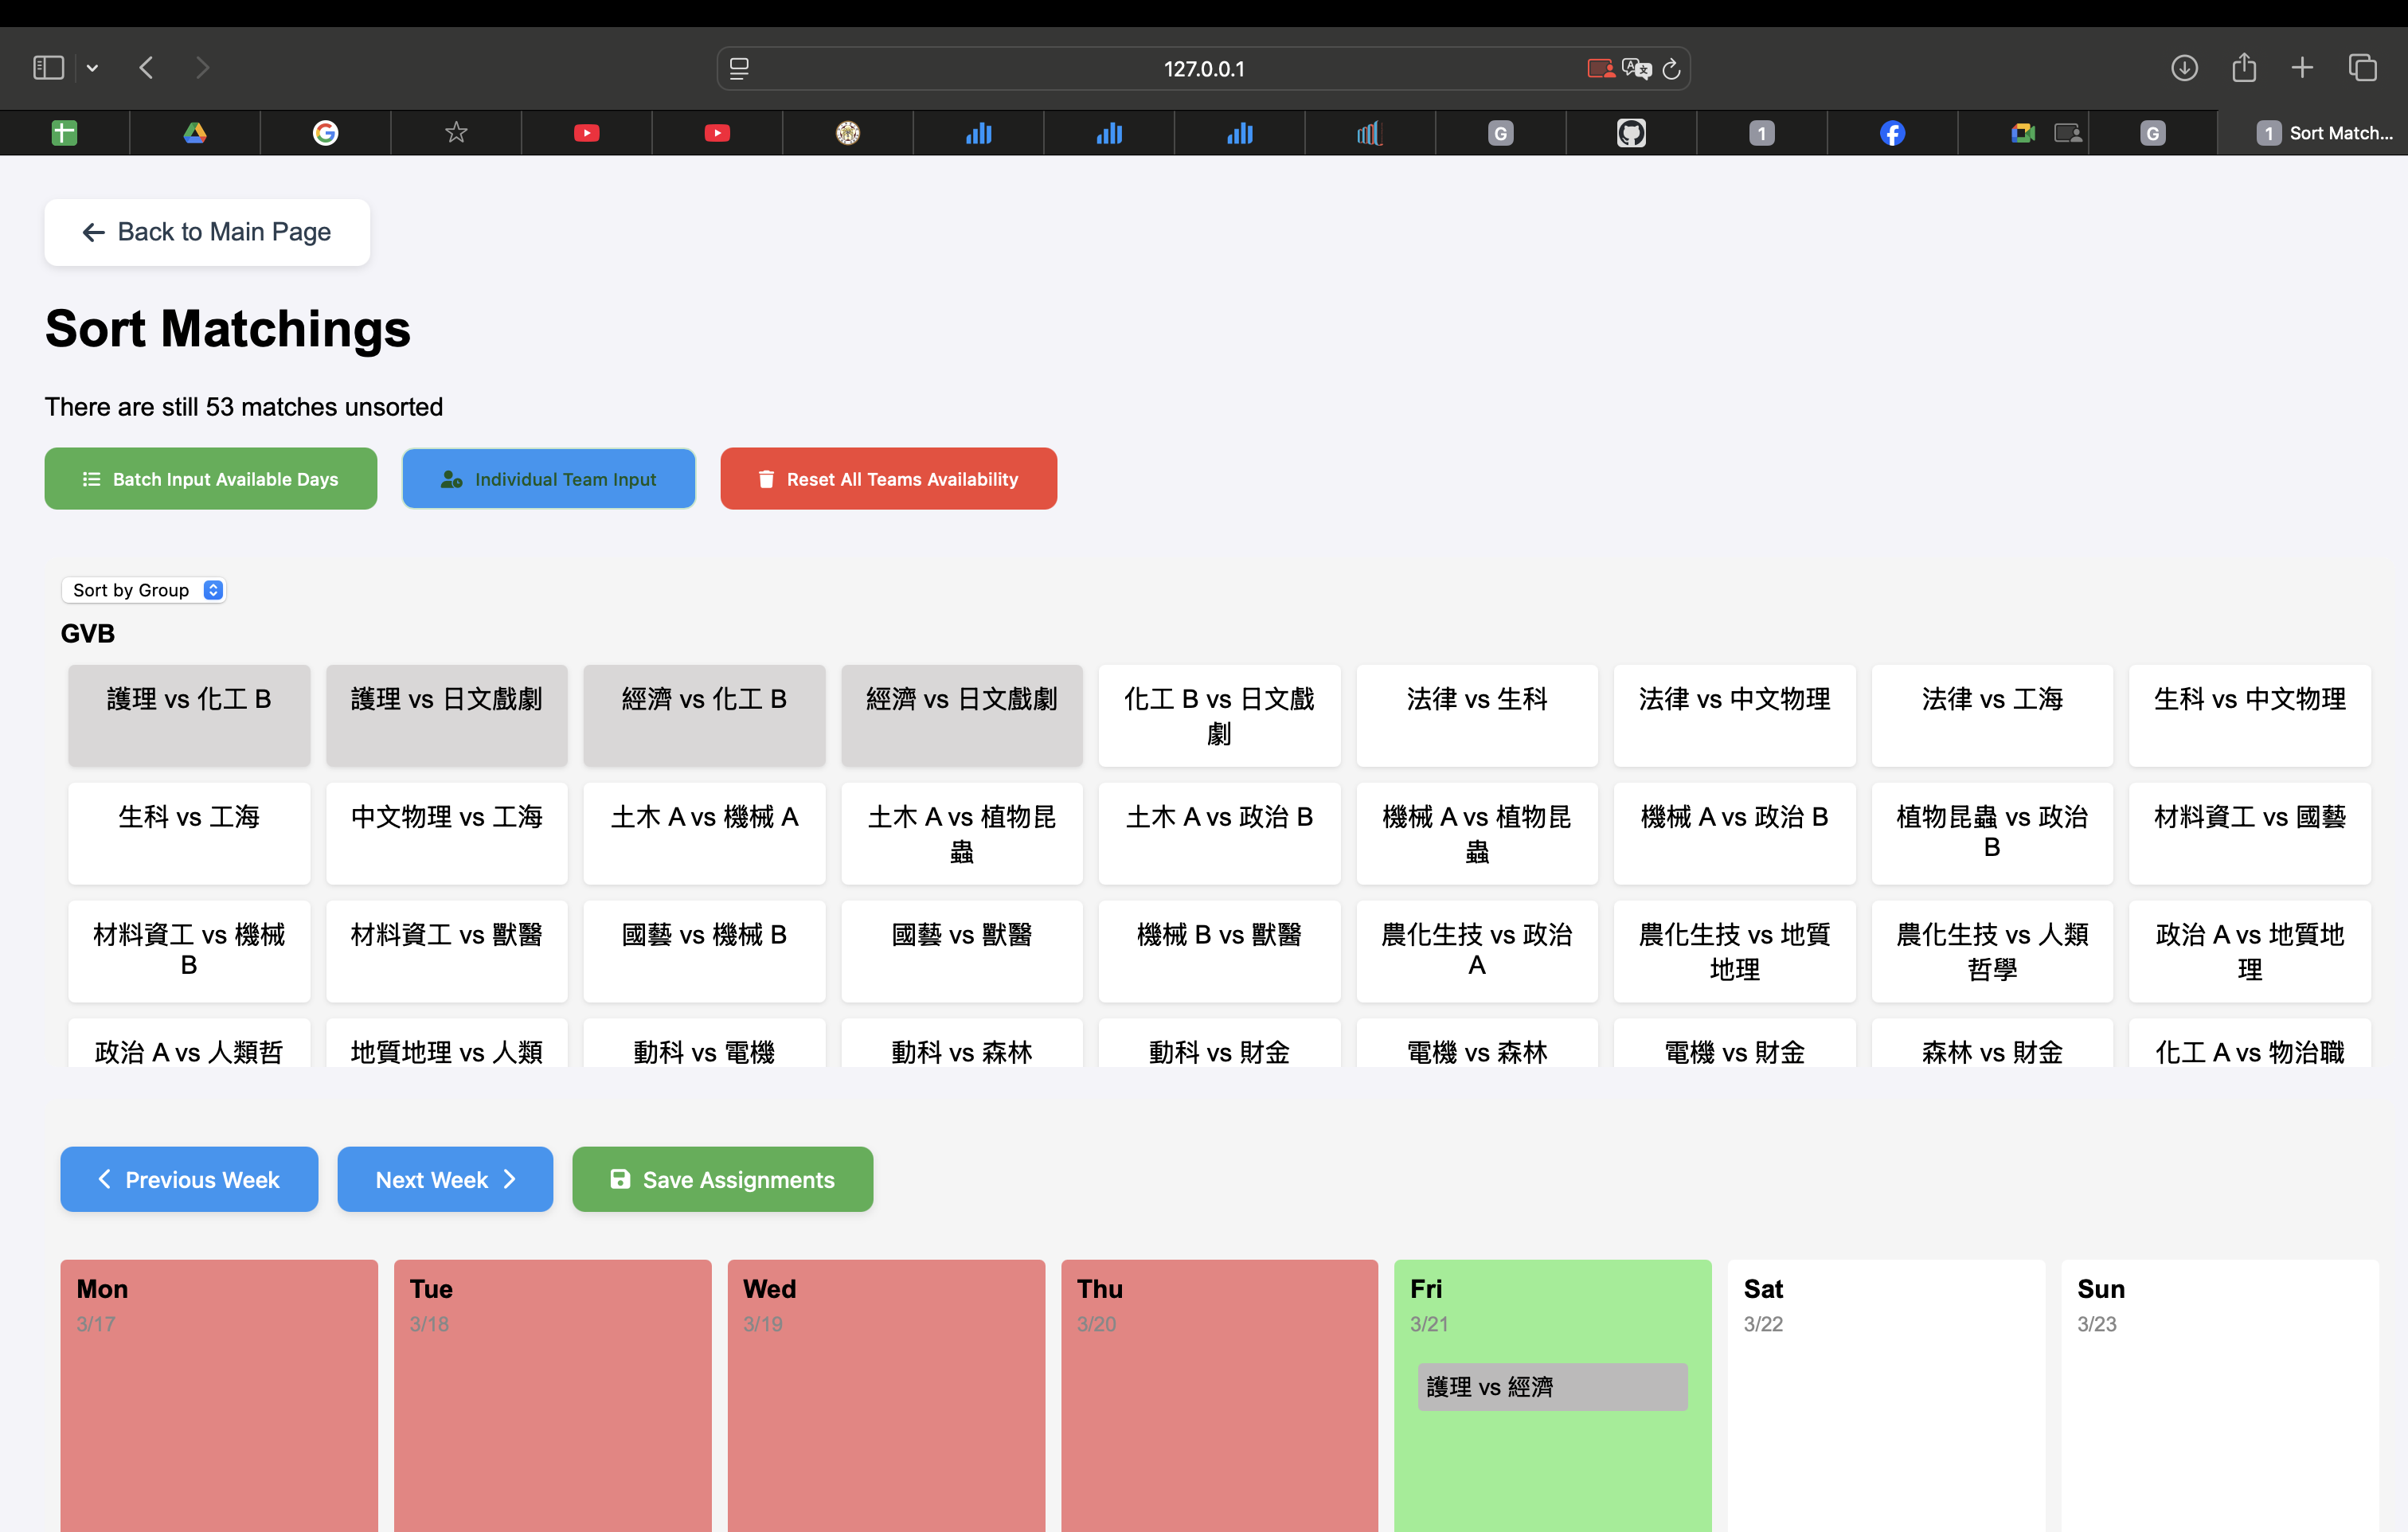 127.0.0.1
G
1
G
1 Sort Match...
← Back to Main Page
Sort Matchings
There are still 53 matches unsorted
Batch Input Available Days
Individual Team Input
Reset All Teams Availability
Sort by Group
GVB
護理 vs 化工 B
護理 vs 日文戲劇
經濟 vs 化工 B
經濟 vs 日文戲劇
化工 B vs 日文戲
劇
法律 vs 生科
法律 vs 中文物理
法律 vs 工海
生科 vs 中文物理
生科 vs 工海
中文物理 vs 工海
土木 A vs 機械 A
土木 A vs 植物昆
蟲
土木 A vs 政治 B
機械 A vs 植物昆
蟲
機械 A vs 政治 B
植物昆蟲 vs 政治
B
材料資工 vs 國藝
材料資工 vs 機械
B
材料資工 vs 獸醫
國藝 vs 機械 B
國藝 vs 獸醫
機械 B vs 獸醫
農化生技 vs 政治
A
農化生技 vs 地質
地理
農化生技 vs 人類
哲學
政治 A vs 地質地
理
政治 A vs 人類哲
地質地理 vs 人類
動科 vs 電機
動科 vs 森林
動科 vs 財金
電機 vs 森林
電機 vs 財金
森林 vs 財金
化工 A vs 物治職
Previous Week
Next Week
Save Assignments
Mon
3/17
Tue
3/18
Wed
3/19
Thu
3/20
Fri
3/21
護理 vs 經濟
Sat
3/22
Sun
3/23